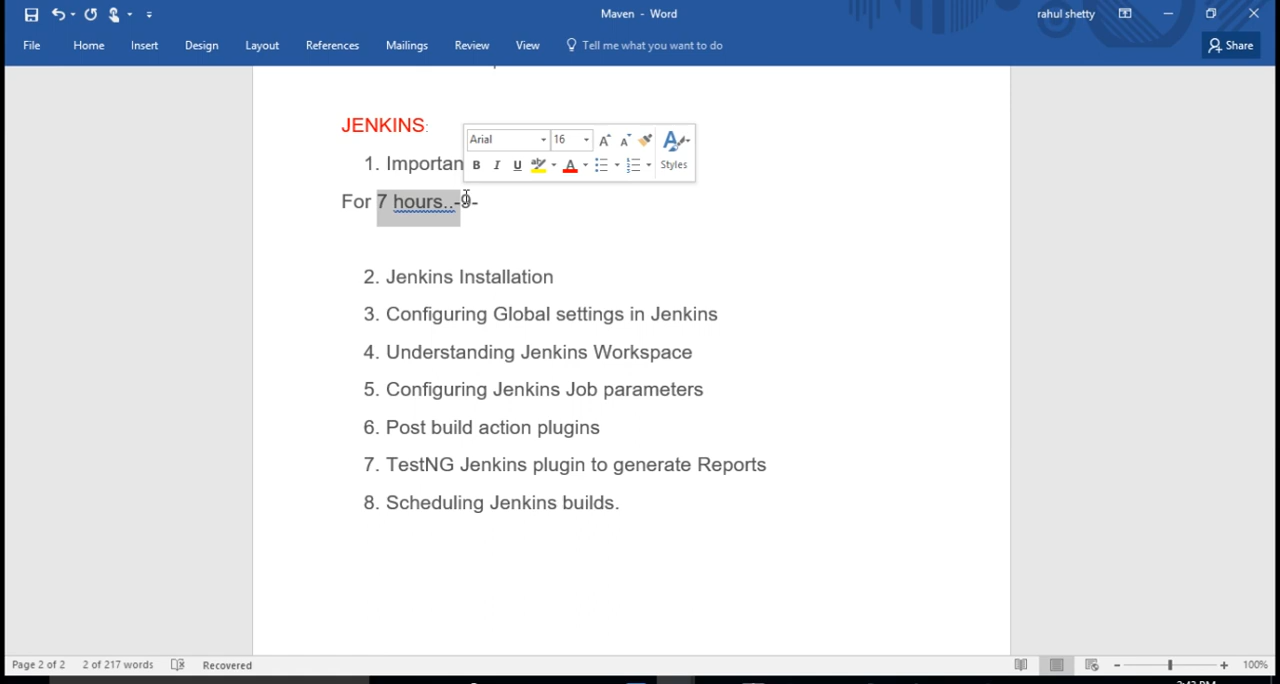 Maven - Word
rahul shetty
File Home Insert Design Layout References Mailings Review View Tell me what you want to do Share
JENKINS:
Arial 16
1. Importan
B I U aby A Styles
For 7 hours..-9-
2. Jenkins Installation
3. Configuring Global settings in Jenkins
4. Understanding Jenkins Workspace
5. Configuring Jenkins Job parameters
6. Post build action plugins
7. TestNG Jenkins plugin to generate Reports
8. Scheduling Jenkins builds.
Page 2 of 2 2 of 217 words Recovered 100%